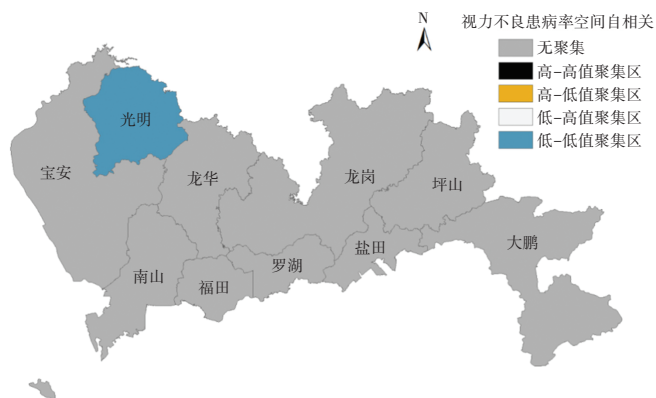 N
视力不良患病率空间自相关
无聚集
高-高值聚集区
高-低值聚集区
低-高值聚集区
低-低值聚集区
光明
宝安
龙华
龙岗
坪山
大鹏
盐田
罗湖
南山
福田